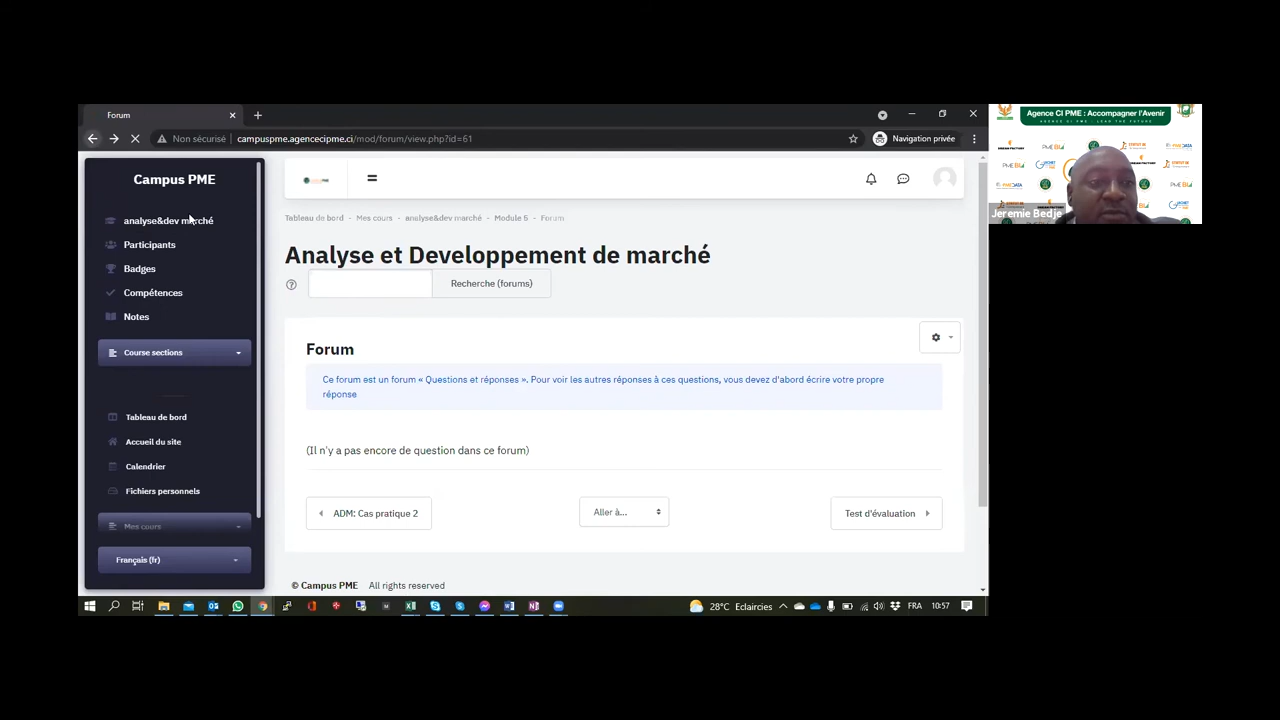 Forum
Non sécurisé
campuspme.agencecipme.ci/mod/forum/view.php?id=61
Navigation privée
Campus PME
analyse&dev marché
Participants
Badges
Compétences
Notes
Course sections
Tableau de bord
Accueil du site
Calendrier
Fichiers personnels
Mes cours
Français (fr)
Tableau de bord - Mes cours - analyse&dev marché - Module 5 - Forum
Analyse et Developpement de marché
Recherche (forums)
Forum
Ce forum est un forum « Questions et réponses ». Pour voir les autres réponses à ces questions, vous devez d'abord écrire votre propre
réponse
(Il n'y a pas encore de question dans ce forum)
ADM: Cas pratique 2
Aller à...
Test d'évaluation
© Campus PME All rights reserved
28°C Eclaircies
FRA
10:57
Agence CI PME : Accompagner l'Avenir
Jeremie Bedje